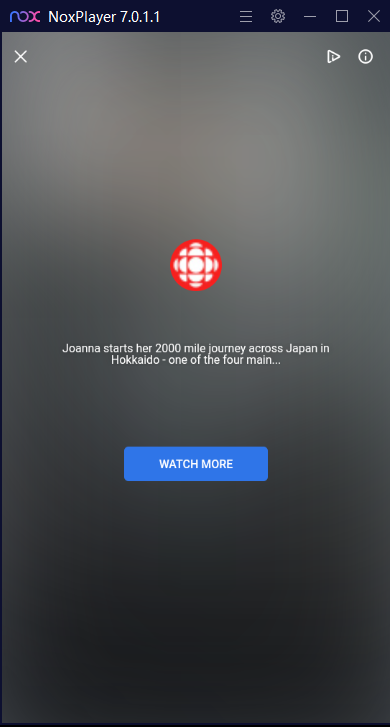 nox NoxPlayer 7.0.1.1
Joanna starts her 2000 mile journey across Japan in
Hokkaido - one of the four main...
WATCH MORE